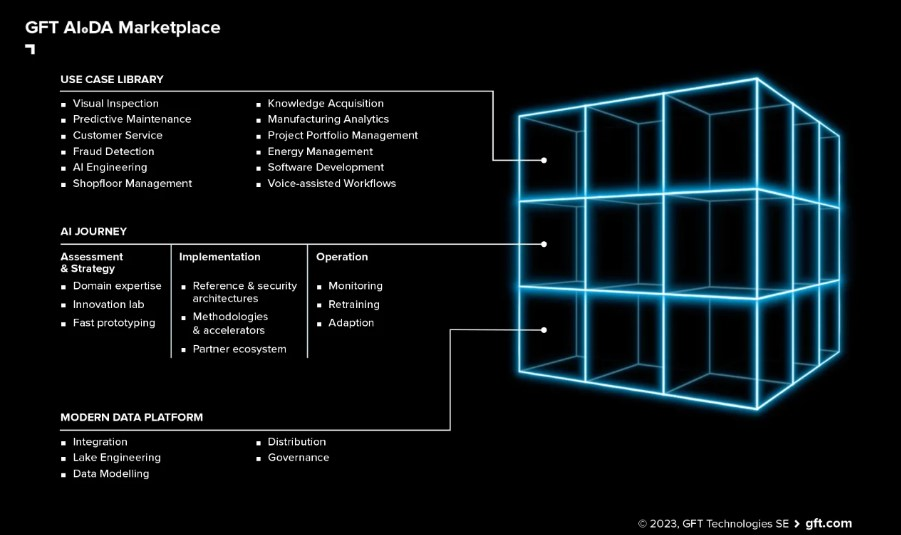 GFT AI.DA Marketplace
USE CASE LIBRARY
▪ Visual Inspection
▪ Predictive Maintenance
▪ Customer Service
▪ Fraud Detection
▪ AI Engineering
▪ Shopfloor Management
▪ Knowledge Acquisition
▪ Manufacturing Analytics
▪ Project Portfolio Management
▪ Energy Management
▪ Software Development
▪ Voice-assisted Workflows
AI JOURNEY
Assessment
& Strategy
▪ Domain expertise
▪ Innovation lab
▪ Fast prototyping
Implementation
▪ Reference & security
architectures
▪ Methodologies
& accelerators
▪ Partner ecosystem
Operation
▪ Monitoring
▪ Retraining
▪ Adaption
MODERN DATA PLATFORM
▪ Integration
▪ Lake Engineering
▪ Data Modelling
▪ Distribution
▪ Governance
© 2023, GFT Technologies SE > gft.com